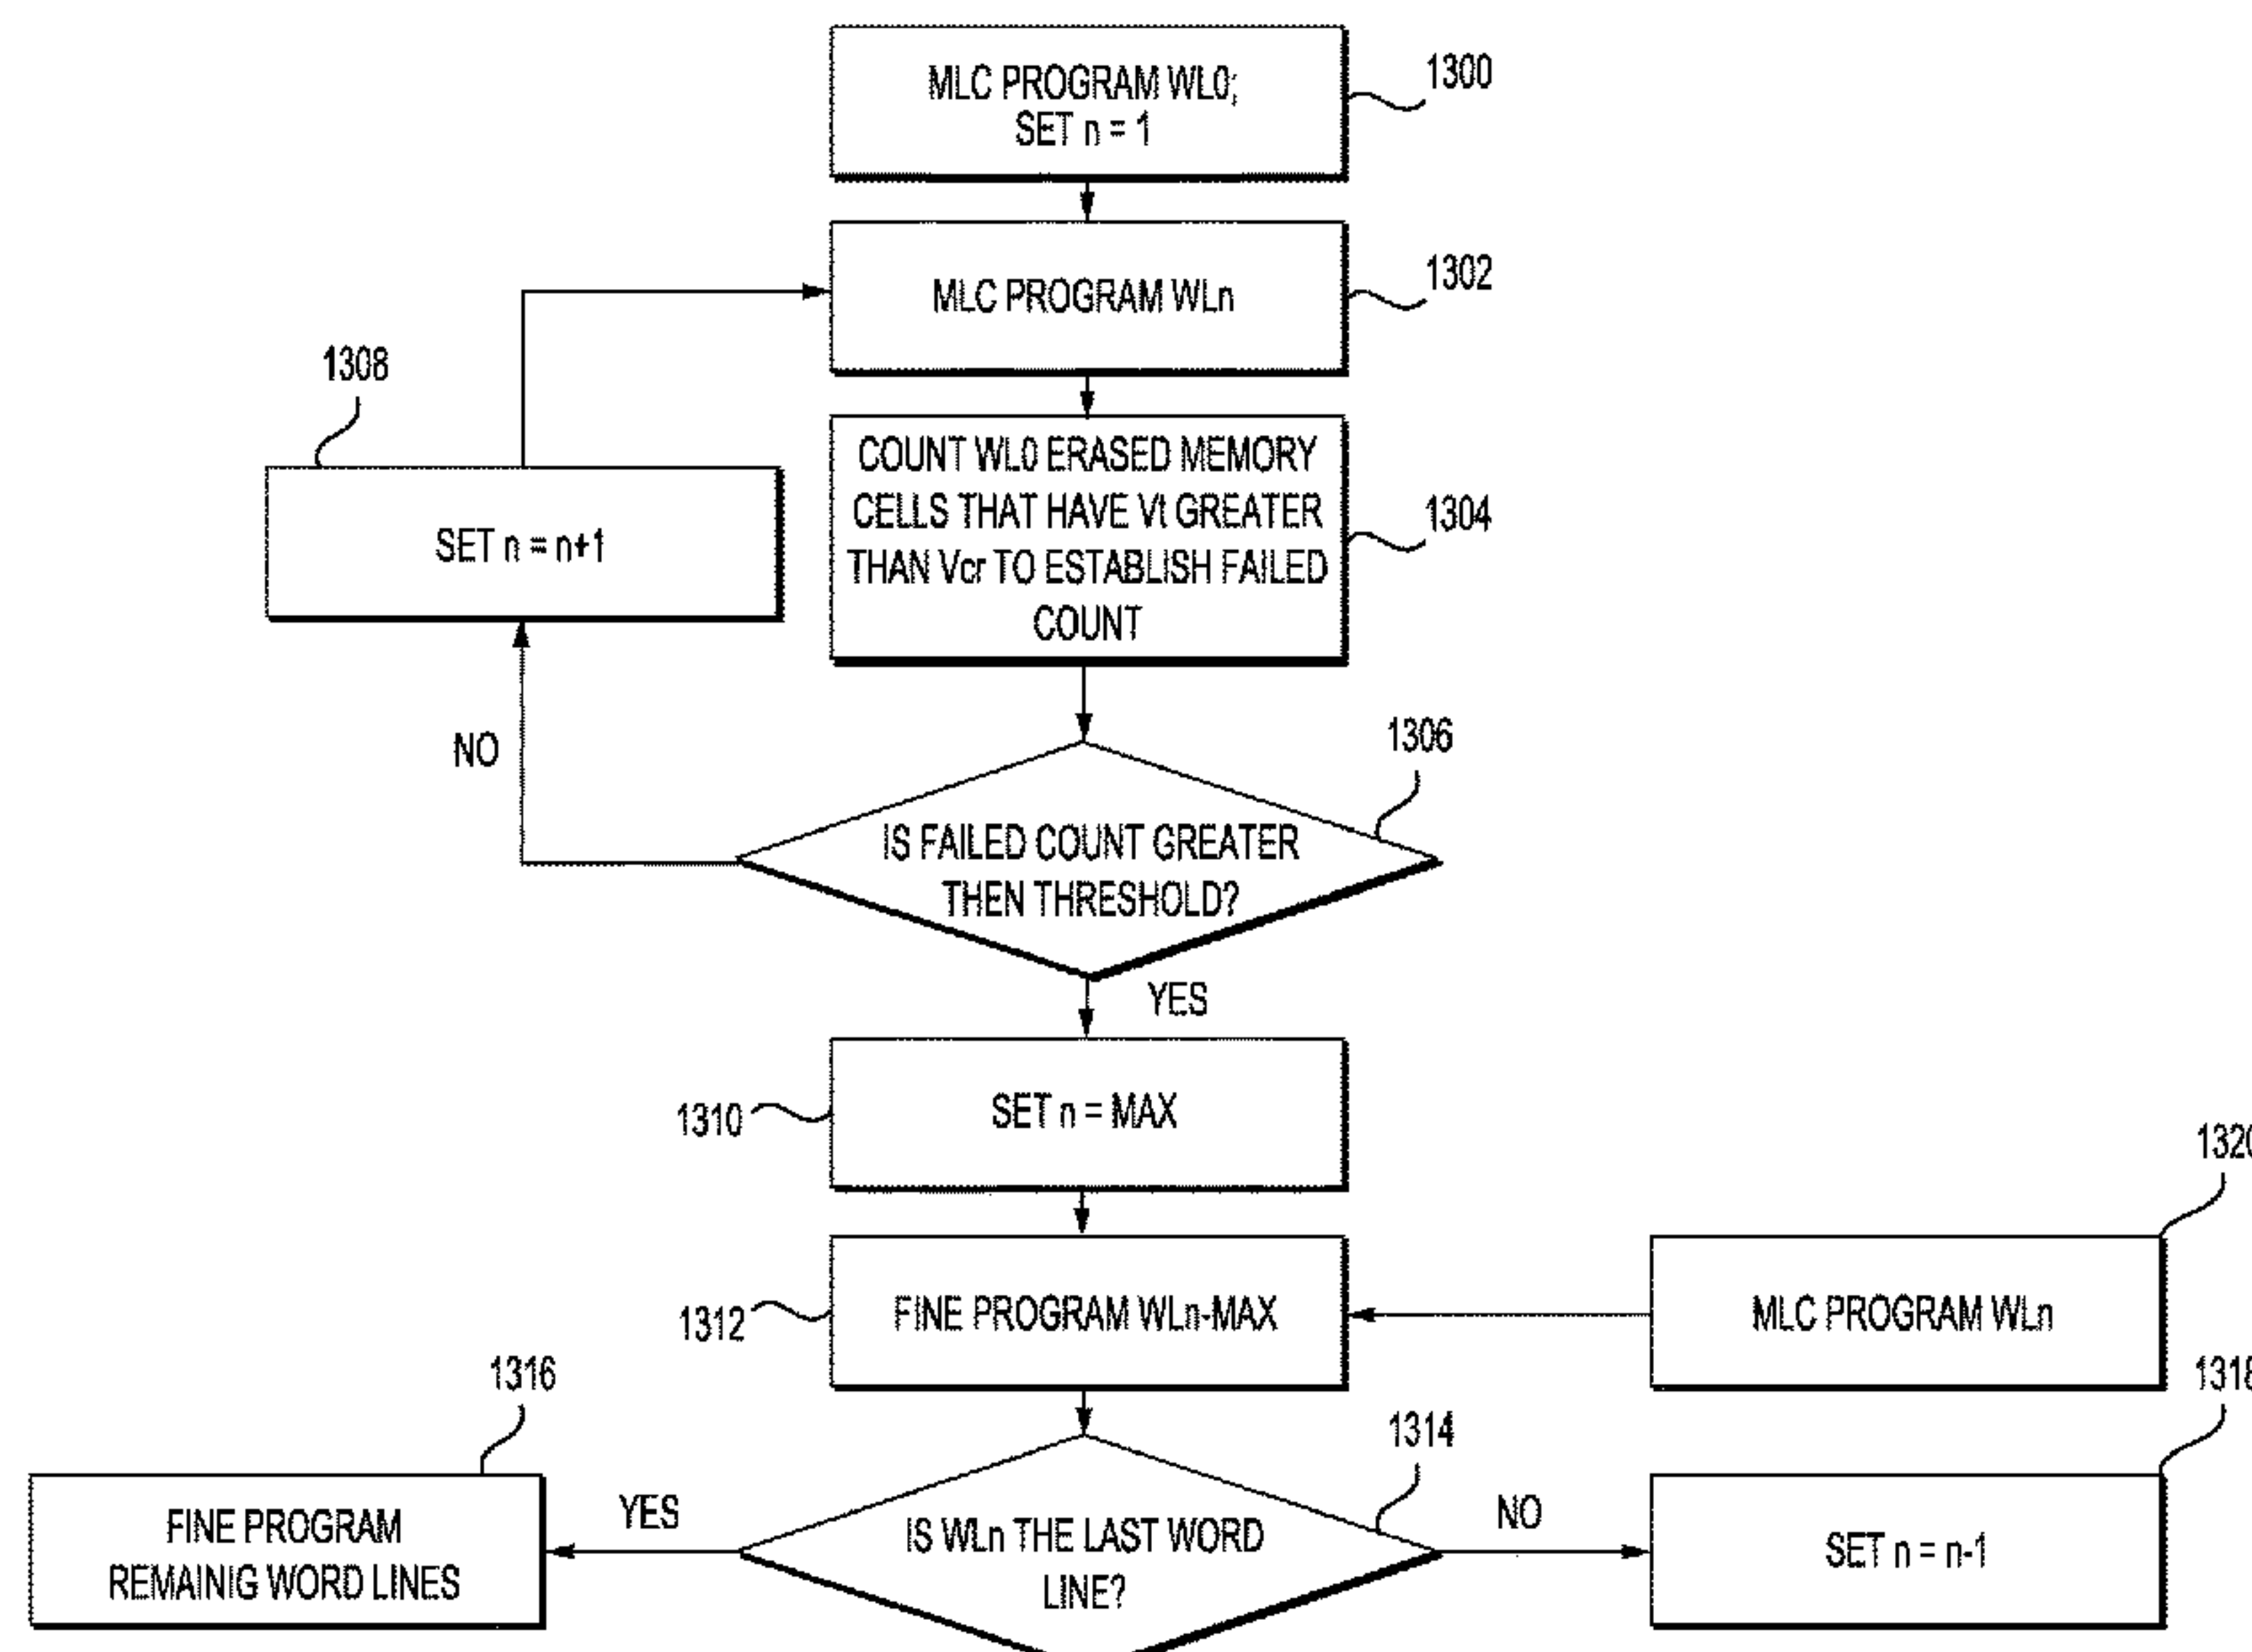 MLC PROGRAM WL0;
SET n = 1
1300
MLC PROGRAM WLn
1302
1308
SET n = n+1
COUNT WL0 ERASED MEMORY
CELLS THAT HAVE Vt GREATER
THAN Vcr TO ESTABLISH FAILED
COUNT
1304
NO
1306
IS FAILED COUNT GREATER
THEN THRESHOLD?
YES
1310
SET n = MAX
1320
1312
FINE PROGRAM WLn-MAX
MLC PROGRAM WLn
1316
1314
1318
FINE PROGRAM
REMAINIG WORD LINES
YES
IS WLn THE LAST WORD
LINE?
NO
SET n = n-1